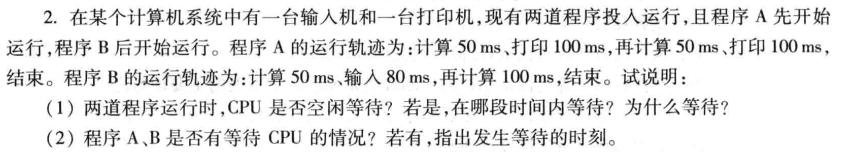 2. 在某个计算机系统中有一台输入机和一台打印机,现有两道程序投入运行,且程序 A 先开始
运行,程序 B 后开始运行。程序 A 的运行轨迹为:计算 50 ms、打印 100 ms,再计算 50 ms、打印 100 ms,
结束。程序 B 的运行轨迹为:计算 50 ms、输入 80 ms,再计算 100 ms,结束。试说明:
(1) 两道程序运行时,CPU 是否空闲等待? 若是,在哪段时间内等待? 为什么等待?
(2) 程序 A、B 是否有等待 CPU 的情况? 若有,指出发生等待的时刻。